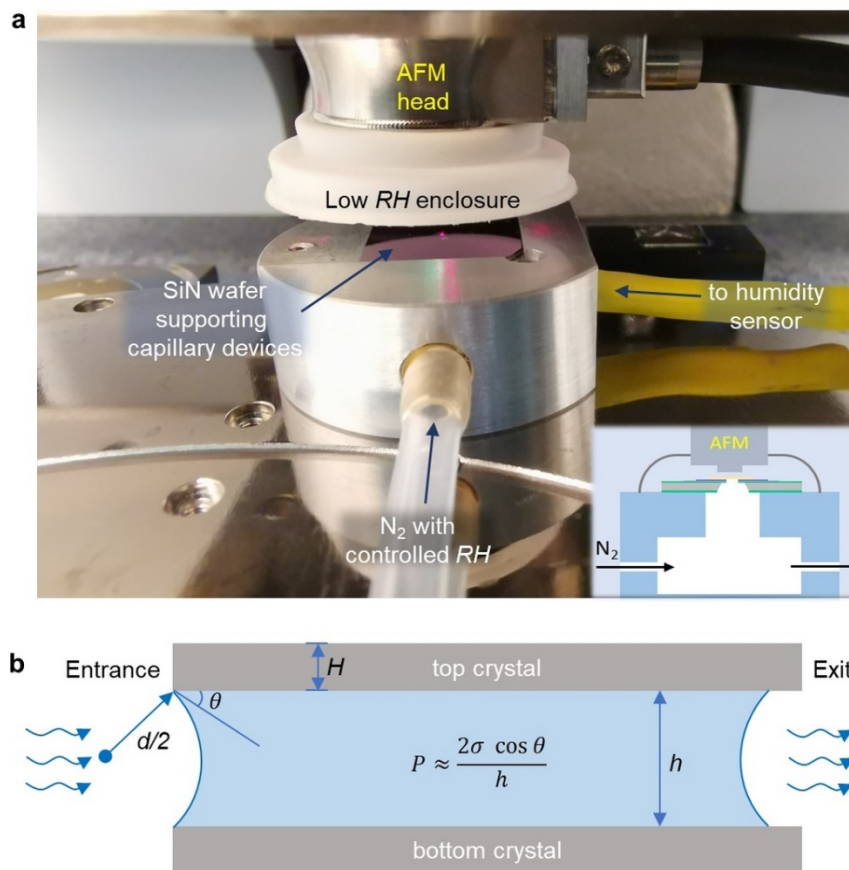 a
AFM
head
Low RH enclosure
SiN wafer
supporting
capillary devices
to humidity
sensor
N₂ with
controlled RH
AFM
N₂
b
Entrance
H
top crystal
Exit
θ
d/2
P ≈ 2σ cos θ / h
h
bottom crystal